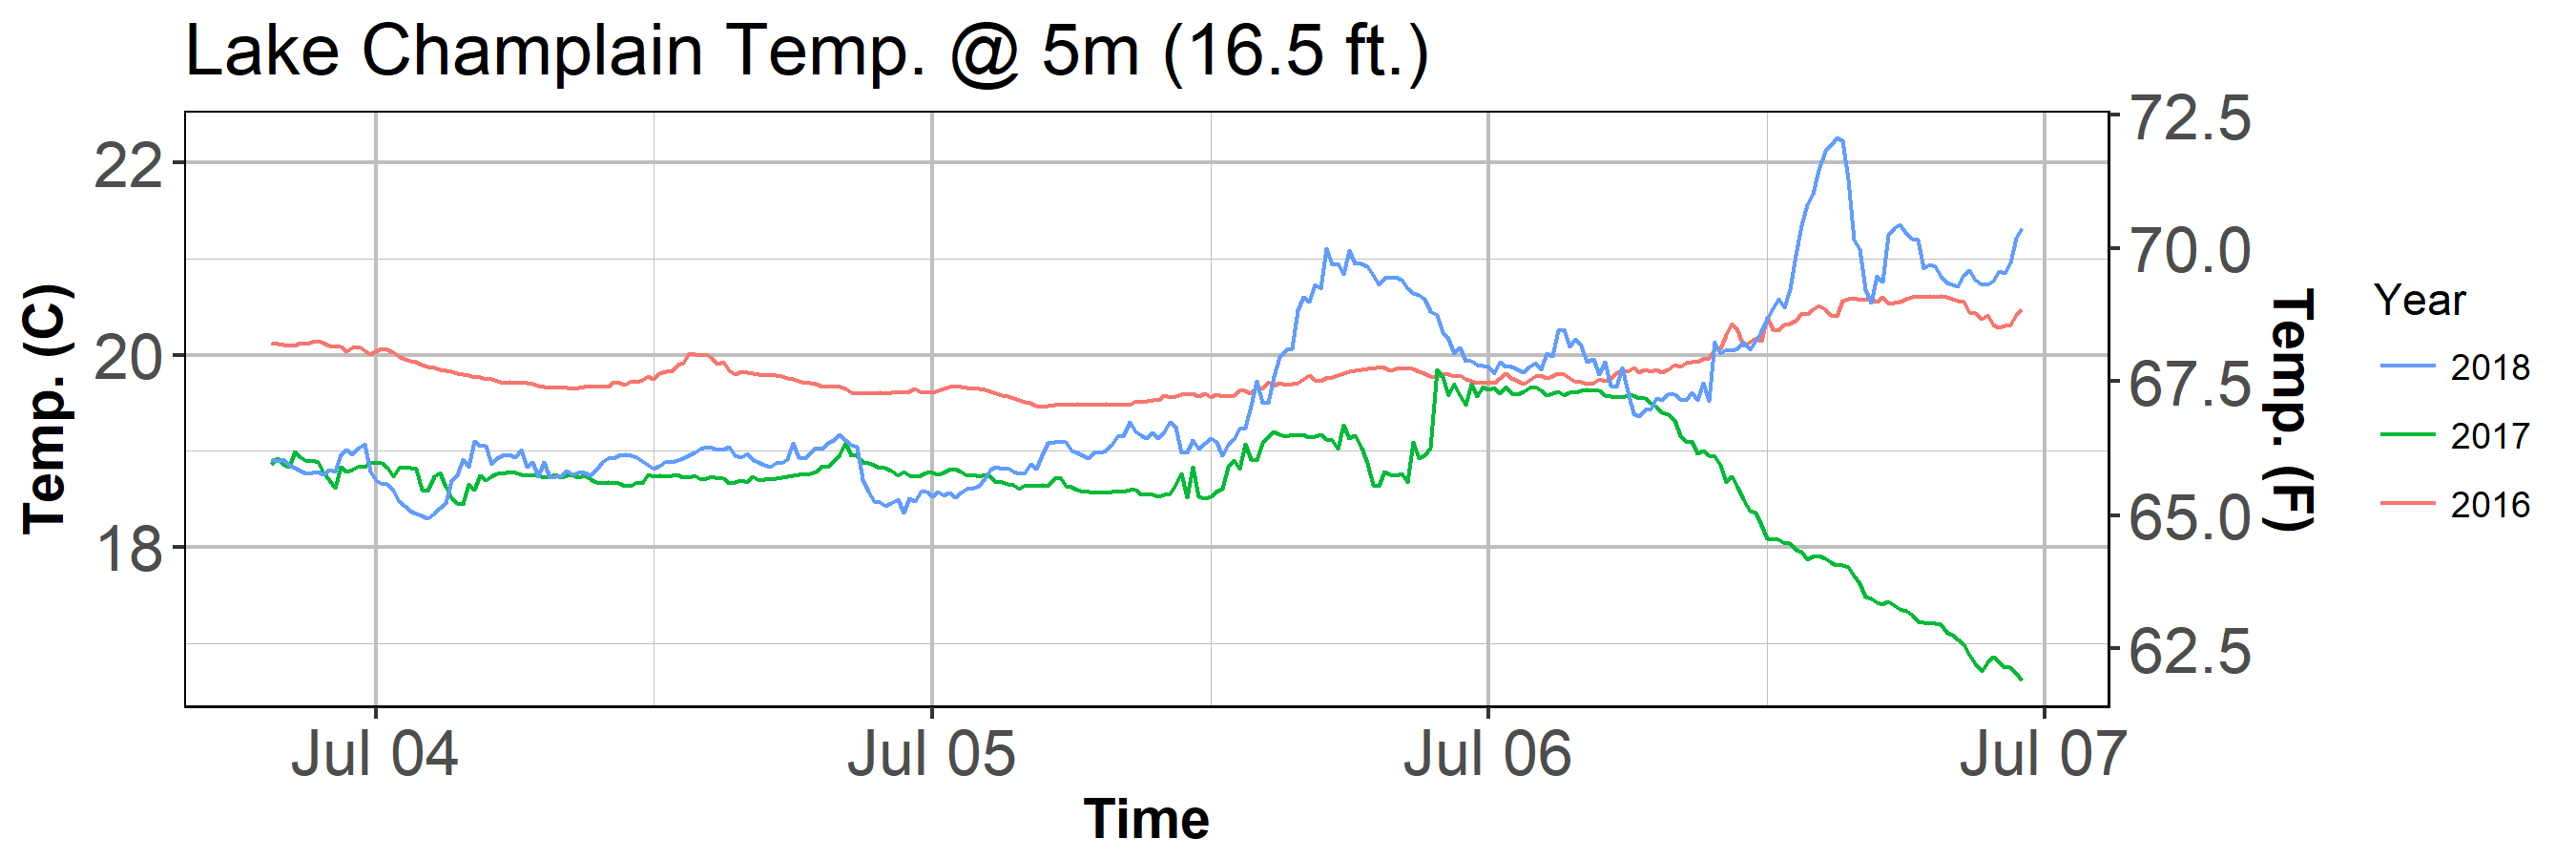 Lake Champlain Temp. @ 5m (16.5 ft.)
Temp. (C)
22
20
18
72.5
70.0
67.5
65.0
62.5
Temp. (F)
Year
2018
2017
2016
Jul 04
Jul 05
Jul 06
Jul 07
Time